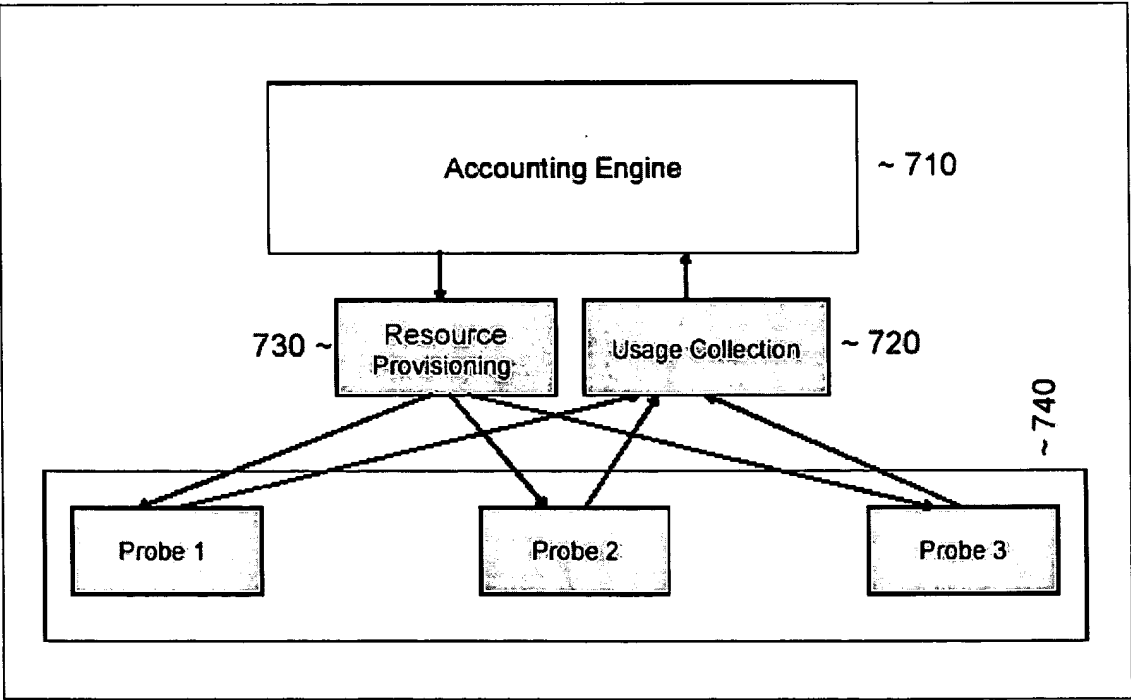 Accounting Engine
~ 710
730 ~
Resource
Provisioning
Usage Collection
~ 720
~ 740
Probe 1
Probe 2
Probe 3